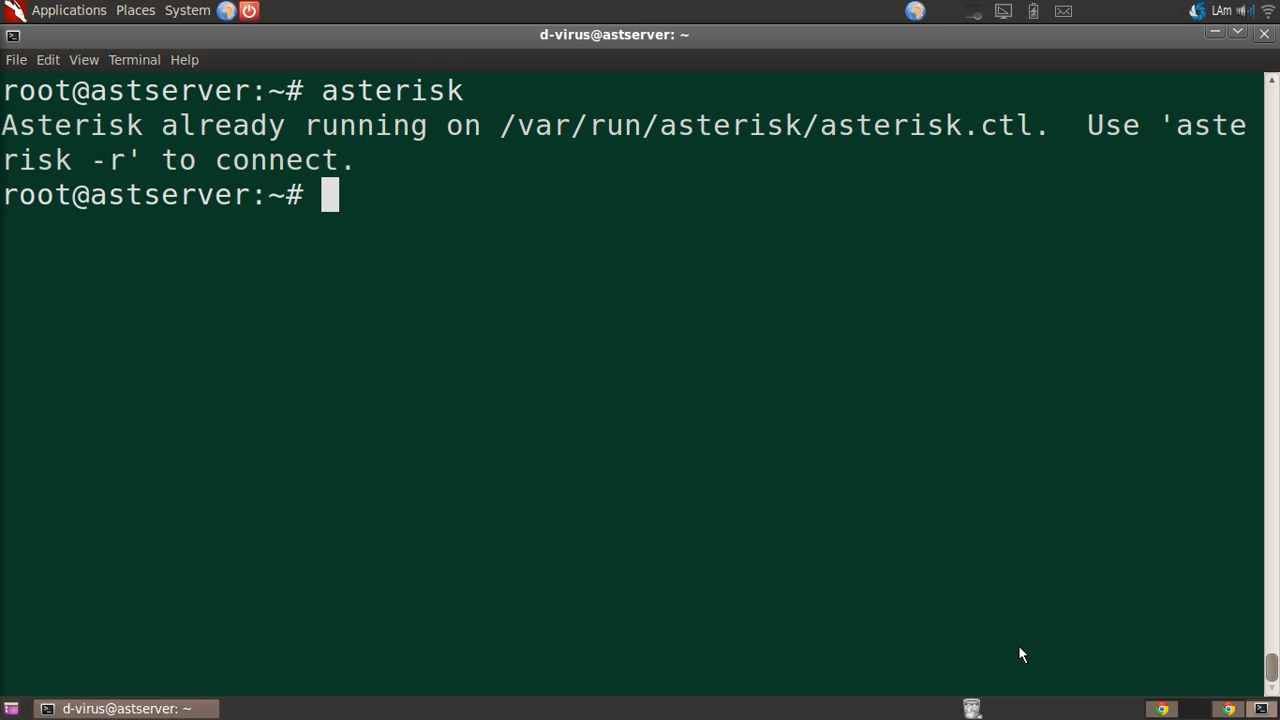 Applications Places System LAm
d-virus@astserver: ~
File Edit View Terminal Help
root@astserver:~# asterisk
Asterisk already running on /var/run/asterisk/asterisk.ctl.  Use 'aste
risk -r' to connect.
root@astserver:~#
d-virus@astserver: ~